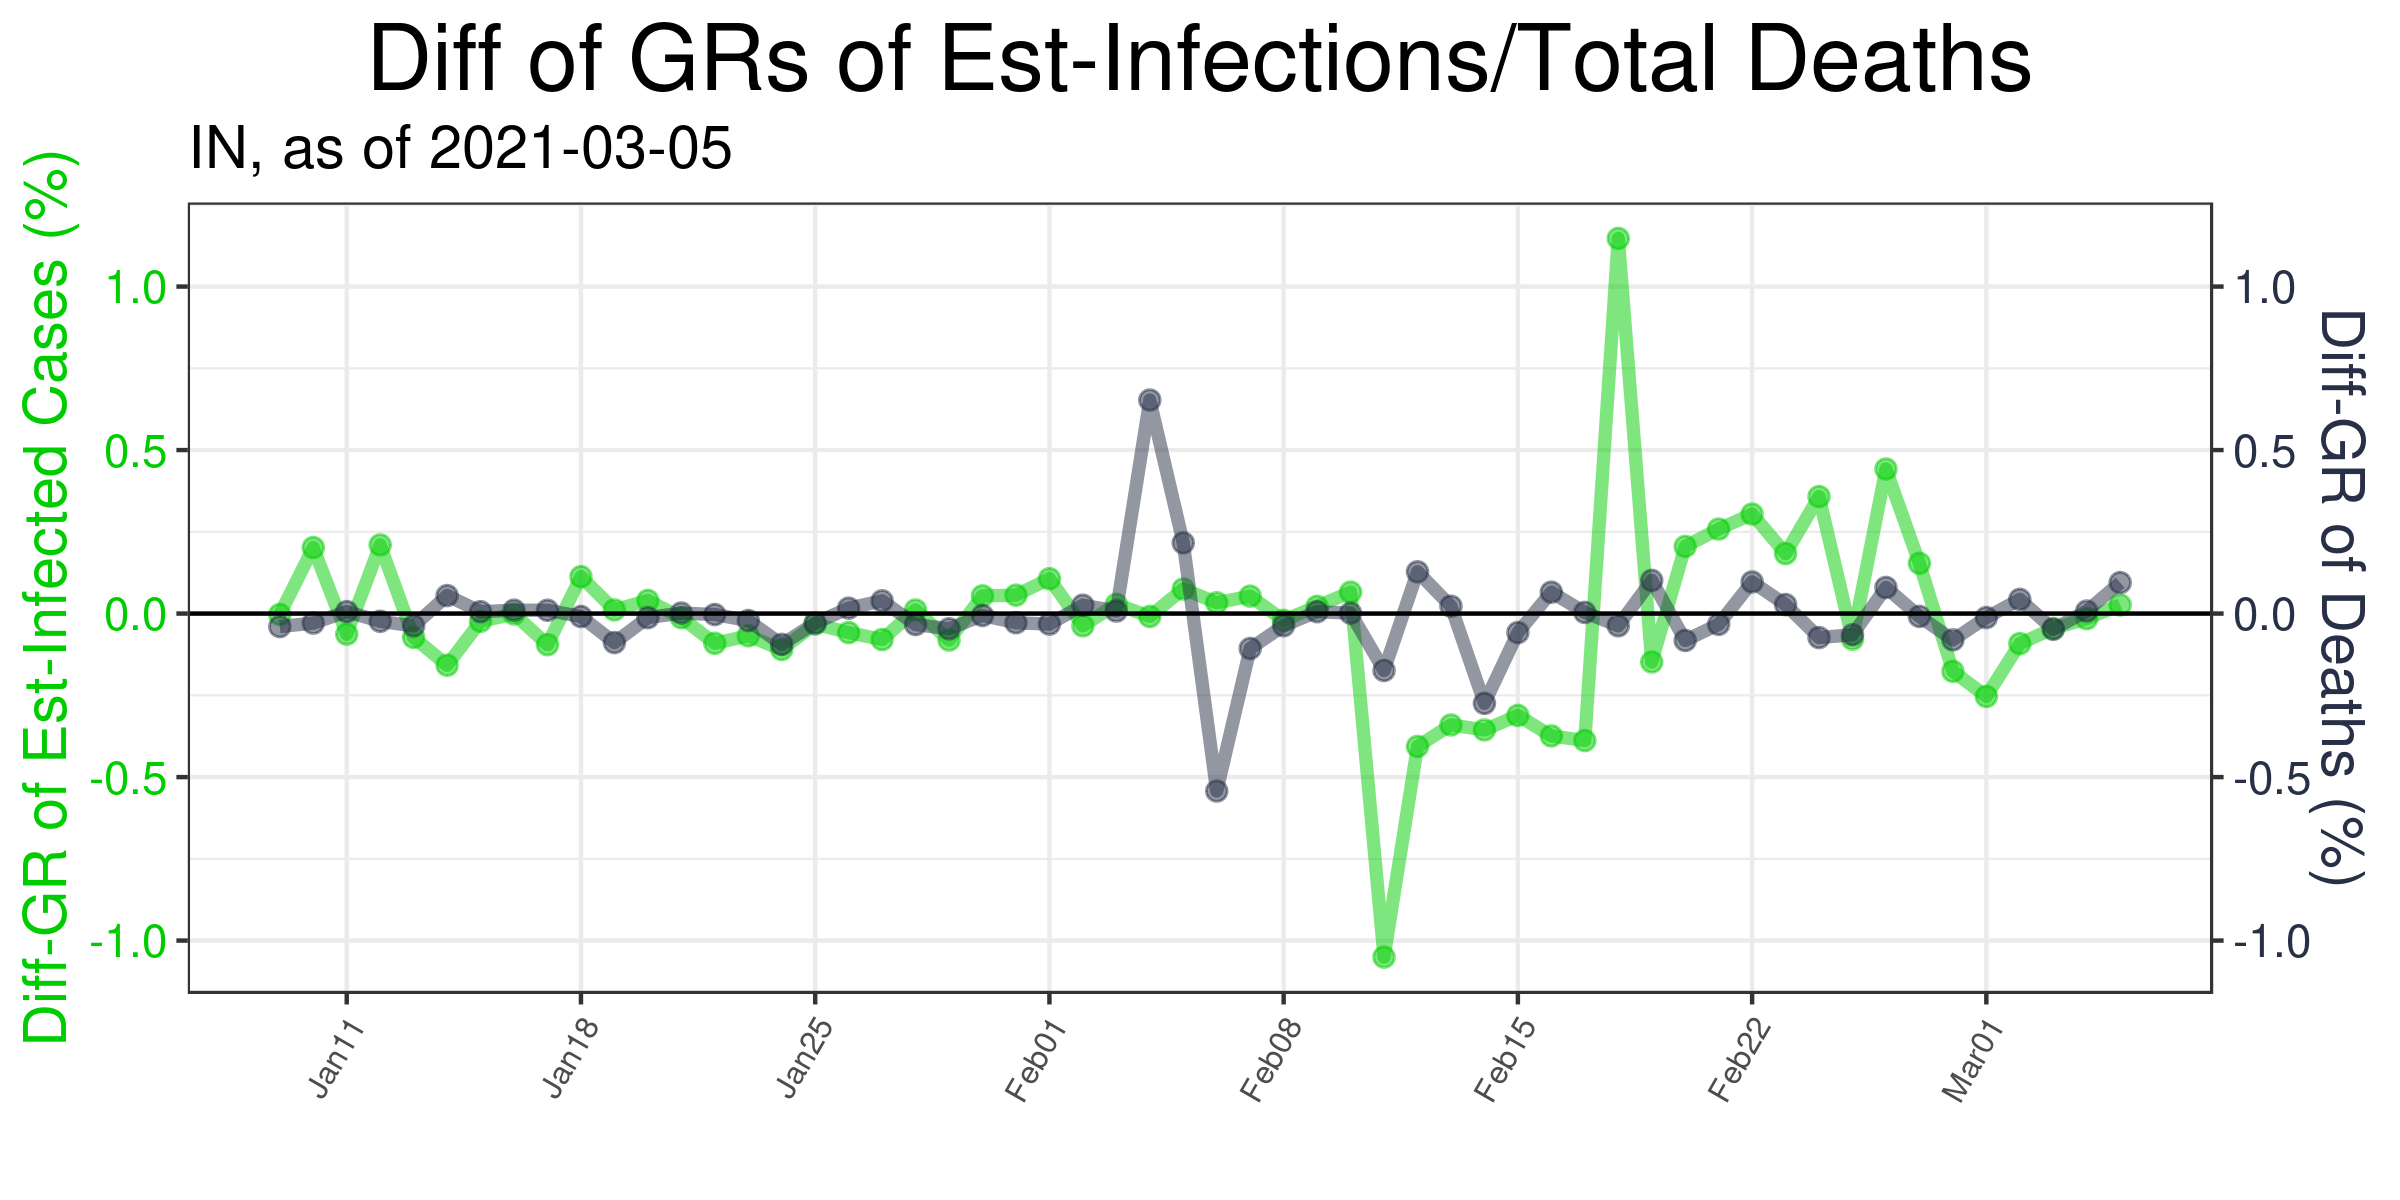 Diff of GRs of Est-Infections/Total Deaths
IN, as of 2021-03-05
Diff-GR of Est-Infected Cases (%)
1.0
0.5
0.0
-0.5
-1.0
1.0
0.5
0.0
-0.5
-1.0
Diff-GR of Deaths (%)
Jan11
Jan18
Jan25
Feb01
Feb08
Feb15
Feb22
Mar01